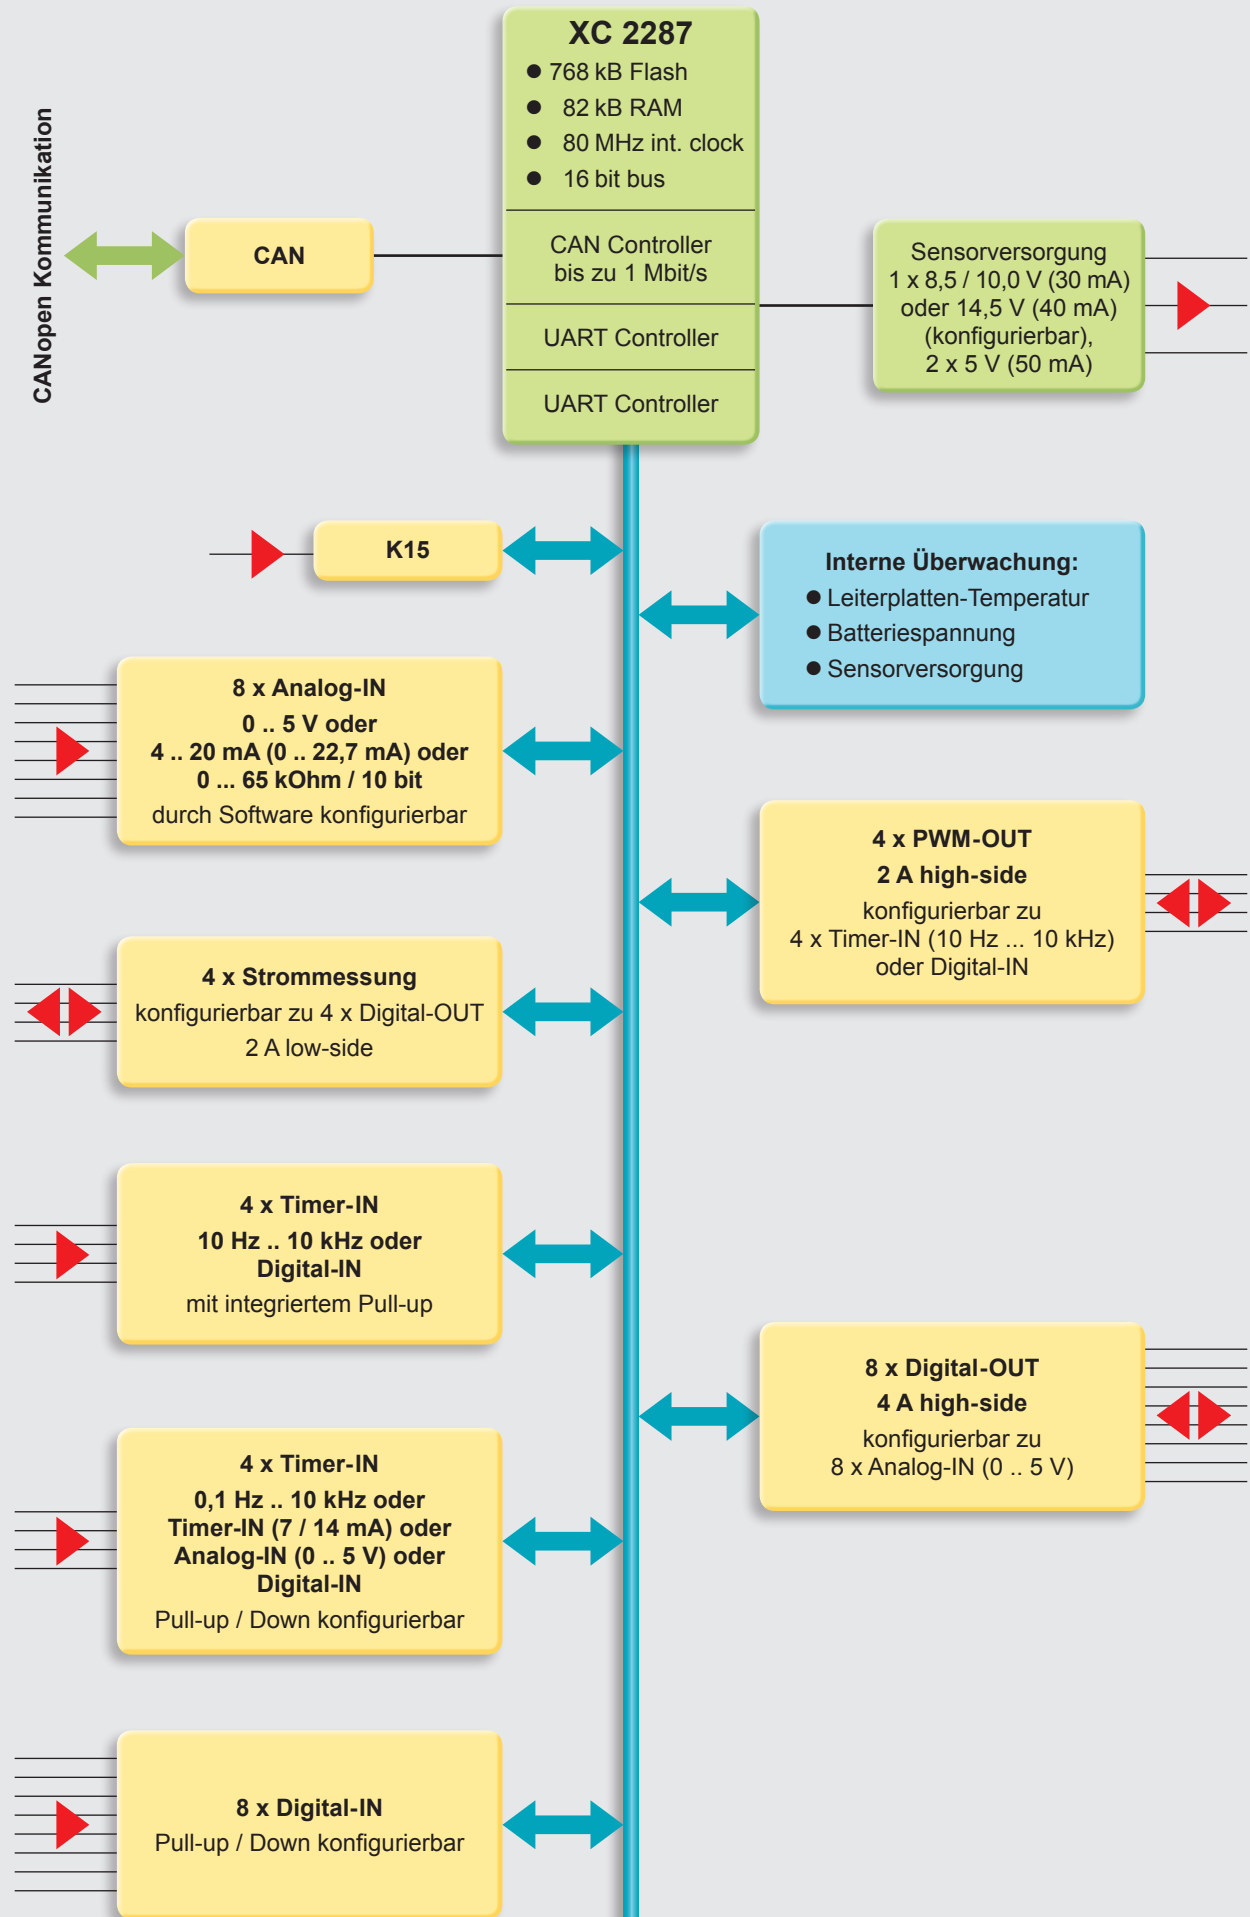 XC 2287
● 768 kB Flash
● 82 kB RAM
● 80 MHz int. clock
● 16 bit bus
CAN Controller
bis zu 1 Mbit/s
UART Controller
UART Controller
CANopen Kommunikation
CAN
Sensorversorgung
1 x 8,5 / 10,0 V (30 mA)
oder 14,5 V (40 mA)
(konfigurierbar),
2 x 5 V (50 mA)
K15
Interne Überwachung:
● Leiterplatten-Temperatur
● Batteriespannung
● Sensorversorgung
8 x Analog-IN
0 .. 5 V oder
4 .. 20 mA (0 .. 22,7 mA) oder
0 ... 65 kOhm / 10 bit
durch Software konfigurierbar
4 x PWM-OUT
2 A high-side
konfigurierbar zu
4 x Timer-IN (10 Hz ... 10 kHz)
oder Digital-IN
4 x Strommessung
konfigurierbar zu 4 x Digital-OUT
2 A low-side
4 x Timer-IN
10 Hz .. 10 kHz oder
Digital-IN
mit integriertem Pull-up
8 x Digital-OUT
4 A high-side
konfigurierbar zu
8 x Analog-IN (0 .. 5 V)
4 x Timer-IN
0,1 Hz .. 10 kHz oder
Timer-IN (7 / 14 mA) oder
Analog-IN (0 .. 5 V) oder
Digital-IN
Pull-up / Down konfigurierbar
8 x Digital-IN
Pull-up / Down konfigurierbar